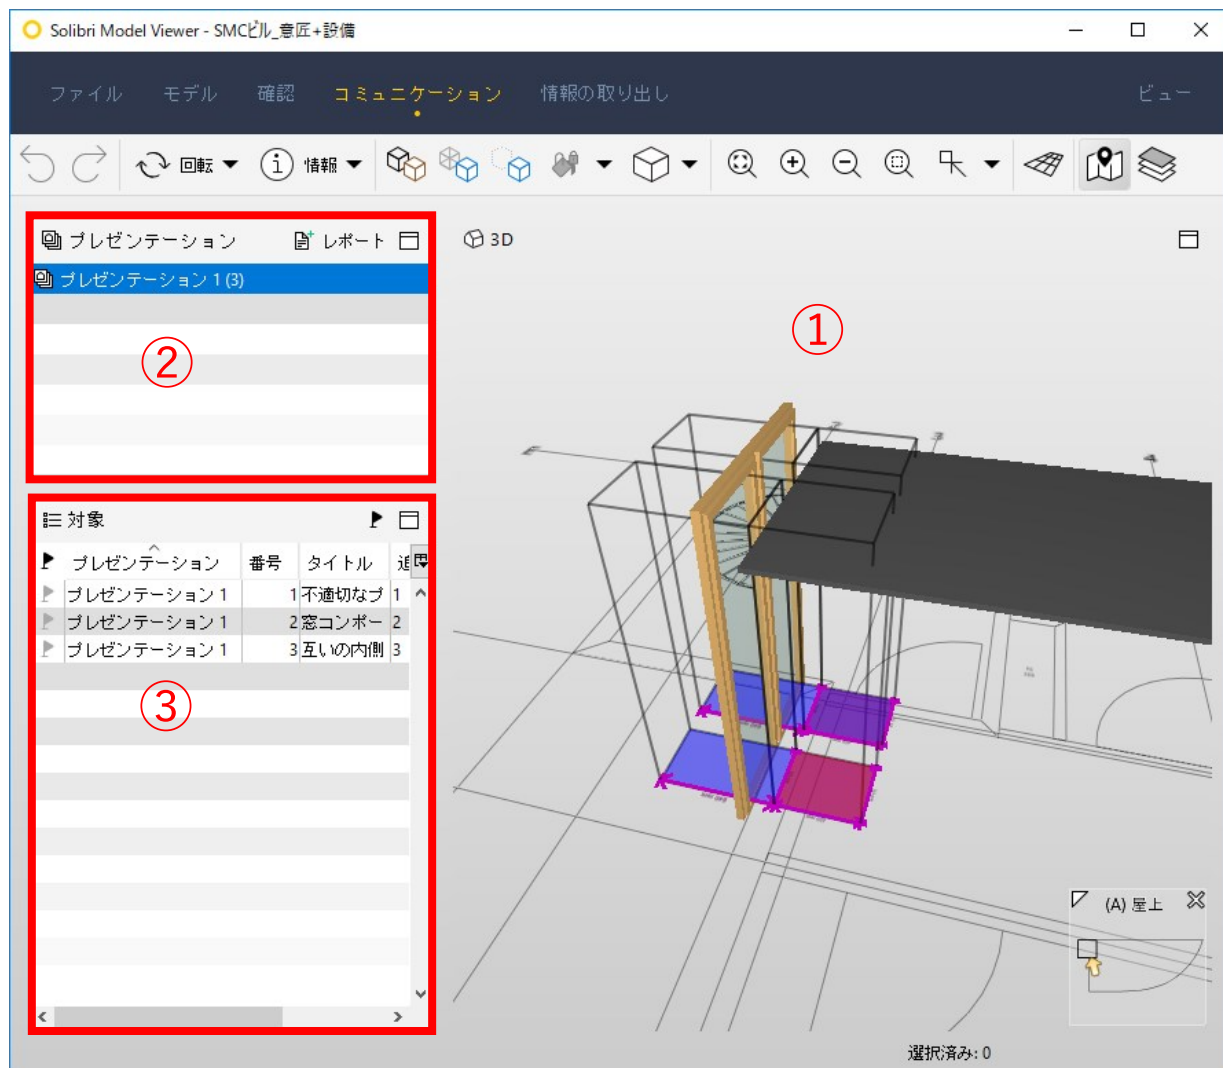 Solibri Model Viewer - SMCビル_意匠+設備
ファイル モデル 確認 コミュニケーション 情報の取り出し ビュー
回転 情報
プレゼンテーション レポート
プレゼンテーション 1 (3)
②
3D
①
対象
プレゼンテーション 番号 タイトル 追
プレゼンテーション 1 1 不適切なプ 1
プレゼンテーション 1 2 窓コンポー 2
プレゼンテーション 1 3 互いの内側 3
③
E 2 3 4
(A) 屋上
選択済み: 0